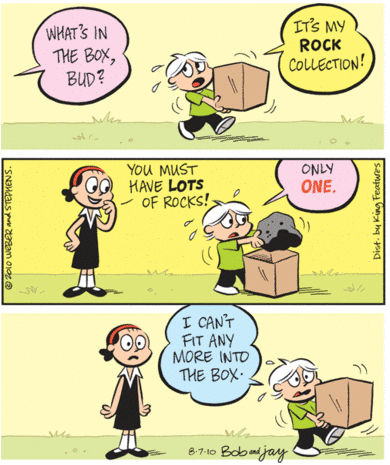 WHAT'S IN
THE BOX,
BUD?
IT'S MY
ROCK
COLLECTION!
YOU MUST
HAVE LOTS
OF ROCKS!
ONLY
ONE.
© 2010 WEBER and STEPHENS.
Dist. by King Features
I CAN'T
FIT ANY
MORE INTO
THE BOX.
8-7-10 Bob and Jay